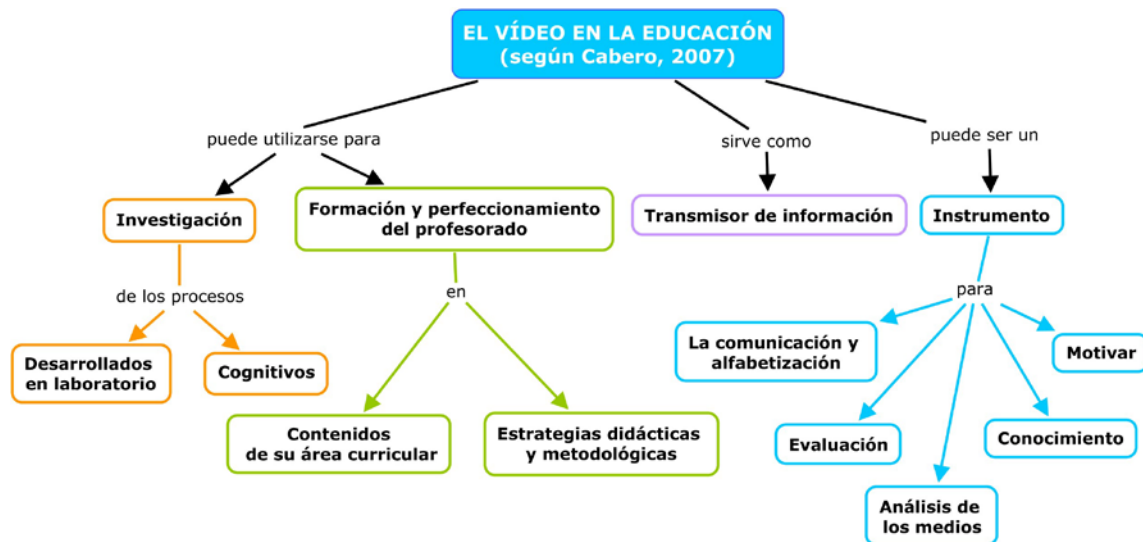 EL VÍDEO EN LA EDUCACIÓN
(según Cabero, 2007)
puede utilizarse para
sirve como
puede ser un
Investigación
Formación y perfeccionamiento
del profesorado
Transmisor de información
Instrumento
de los procesos
en
para
Desarrollados
en laboratorio
Cognitivos
La comunicación y
alfabetización
Motivar
Contenidos
de su área curricular
Estrategias didácticas
y metodológicas
Evaluación
Conocimiento
Análisis de
los medios